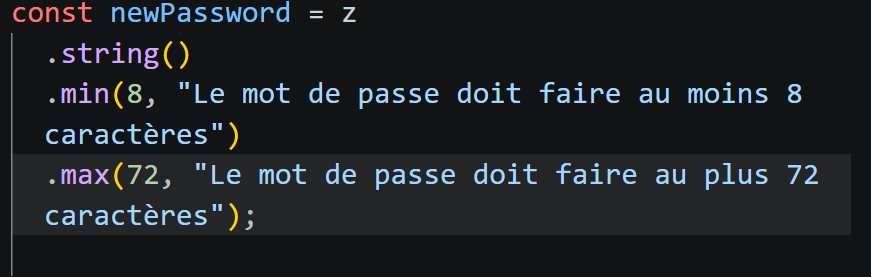 const newPassword = z
.string()
.min(8, "Le mot de passe doit faire au moins 8
caractères")
.max(72, "Le mot de passe doit faire au plus 72
caractères");